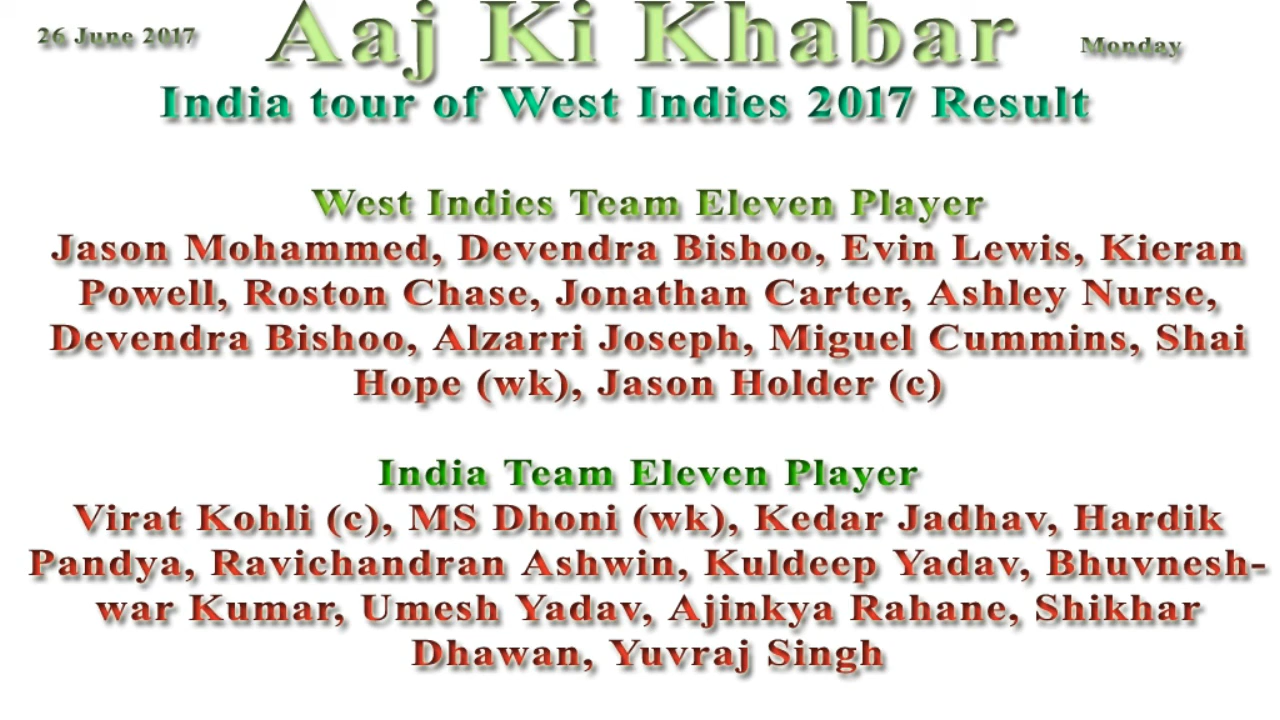 26 June 2017 Aaj Ki Khabar Monday
India tour of West Indies 2017 Result
West Indies Team Eleven Player
Jason Mohammed, Devendra Bishoo, Evin Lewis, Kieran
Powell, Roston Chase, Jonathan Carter, Ashley Nurse,
Devendra Bishoo, Alzarri Joseph, Miguel Cummins, Shai
Hope (wk), Jason Holder (c)
India Team Eleven Player
Virat Kohli (c), MS Dhoni (wk), Kedar Jadhav, Hardik
Pandya, Ravichandran Ashwin, Kuldeep Yadav, Bhuvnesh-
war Kumar, Umesh Yadav, Ajinkya Rahane, Shikhar
Dhawan, Yuvraj Singh